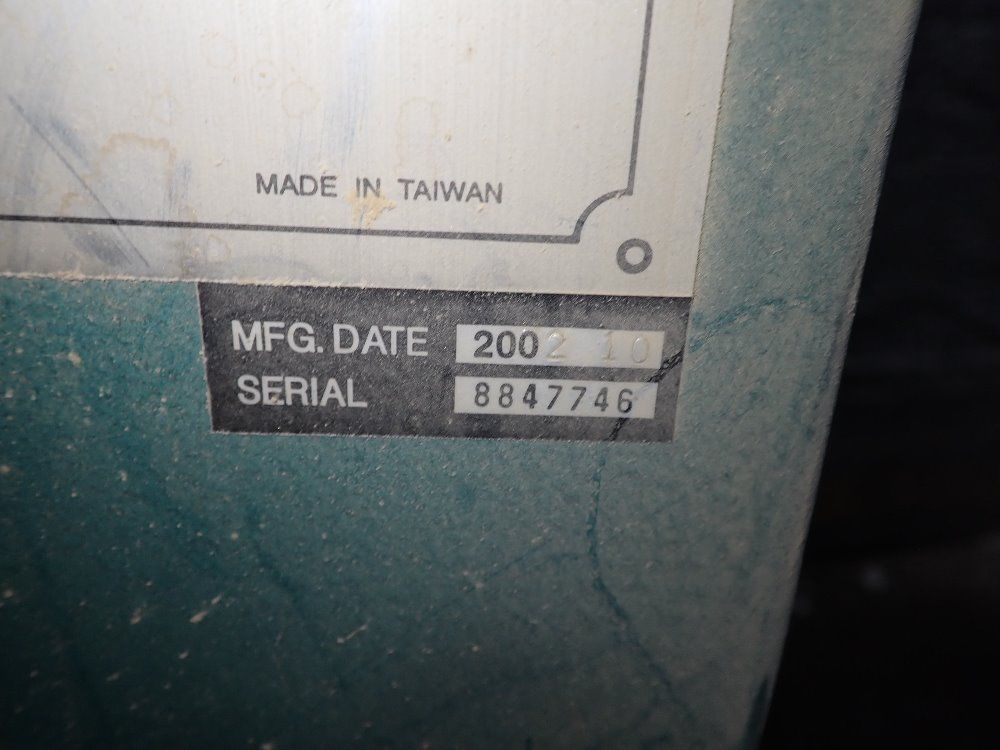 MADE IN TAIWAN
MFG. DATE 2002 10
SERIAL 8847746